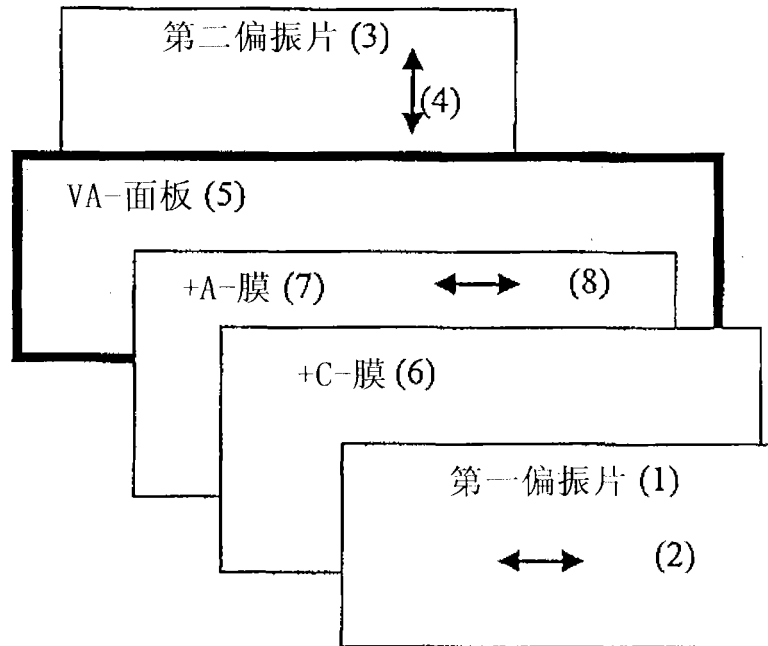 第二偏振片 (3)
(4)
VA-面板 (5)
+A-膜 (7) (8)
+C-膜 (6)
第一偏振片 (1)
(2)